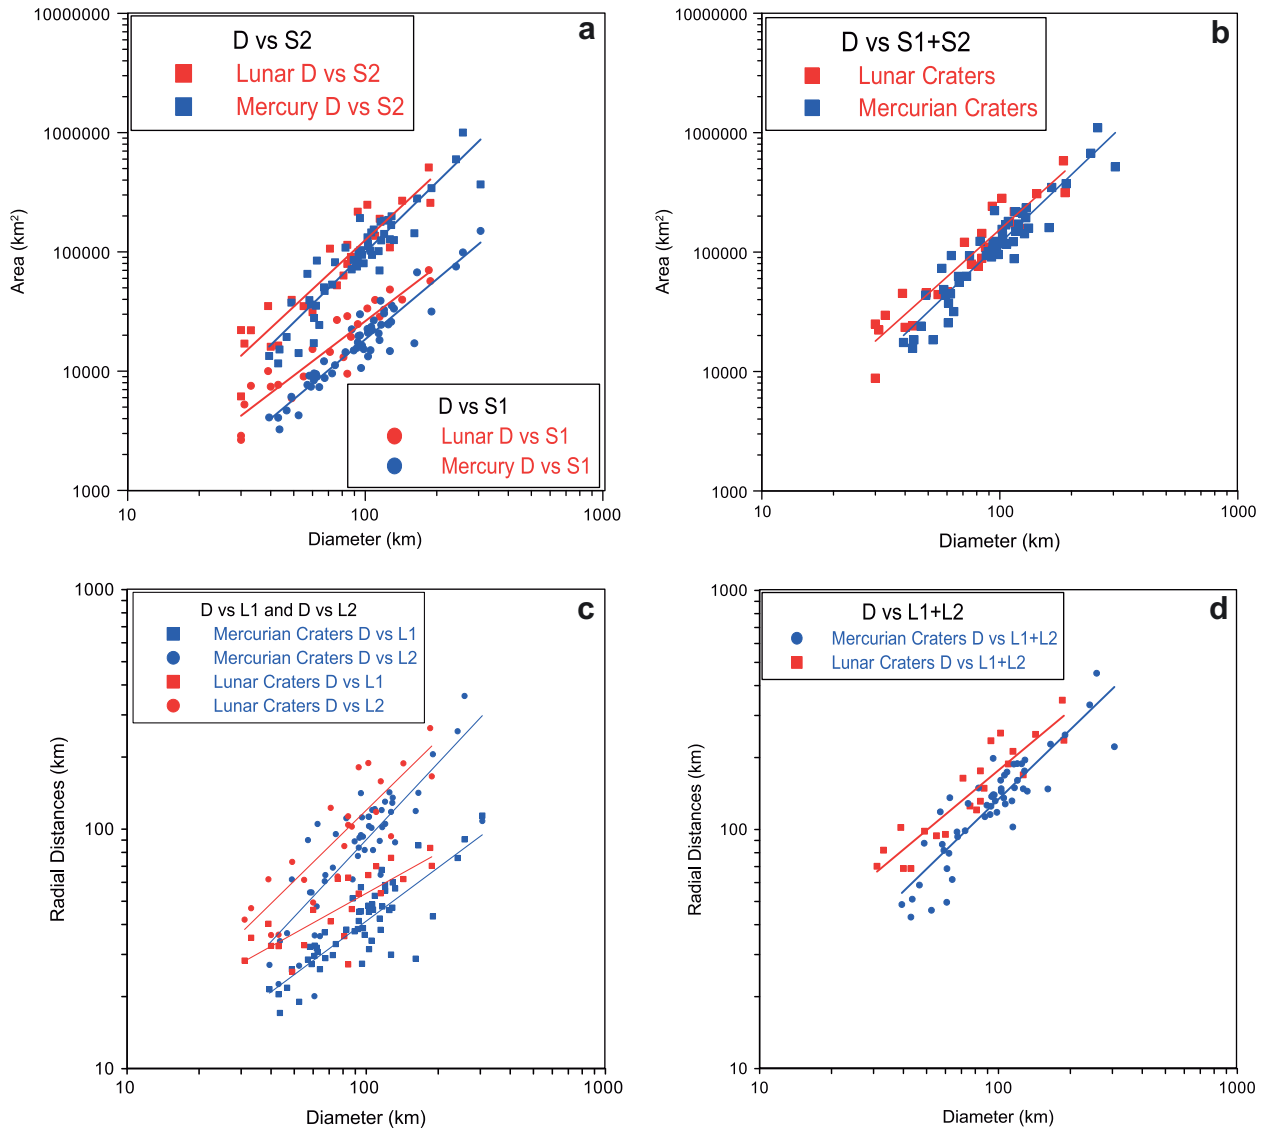 a
D vs S2
Lunar D vs S2
Mercury D vs S2
10000000
1000000
100000
10000
1000
Area (km²)
D vs S1
Lunar D vs S1
Mercury D vs S1
10
100
1000
Diameter (km)
b
D vs S1+S2
Lunar Craters
Mercurian Craters
10000000
1000000
100000
10000
1000
Area (km²)
10
100
1000
Diameter (km)
c
D vs L1 and D vs L2
Mercurian Craters D vs L1
Mercurian Craters D vs L2
Lunar Craters D vs L1
Lunar Craters D vs L2
1000
100
10
Radial Distances (km)
10
100
1000
Diameter (km)
d
D vs L1+L2
Mercurian Craters D vs L1+L2
Lunar Craters D vs L1+L2
1000
100
10
Radial Distances (km)
10
100
1000
Diameter (km)